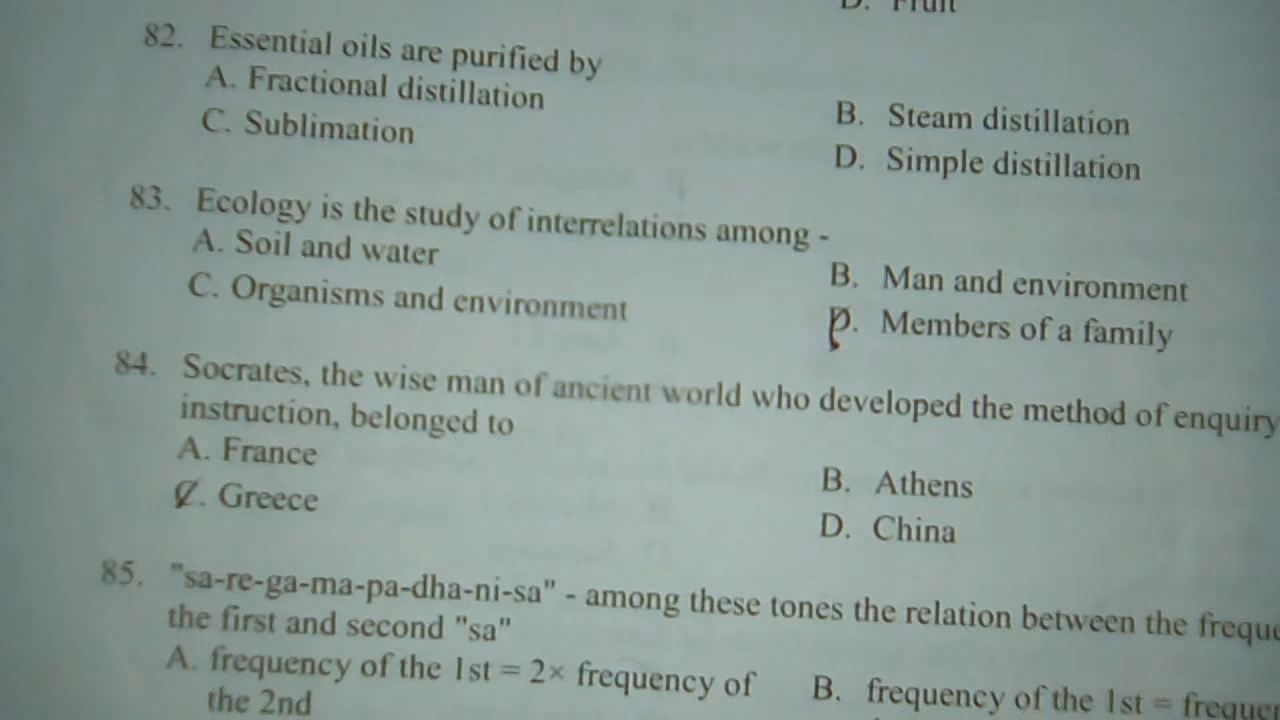 D. Fruit
82. Essential oils are purified by
A. Fractional distillation
B. Steam distillation
C. Sublimation
D. Simple distillation
83. Ecology is the study of interrelations among -
A. Soil and water
B. Man and environment
C. Organisms and environment
D. Members of a family
84. Socrates, the wise man of ancient world who developed the method of enquiry
instruction, belonged to
A. France
B. Athens
C. Greece
D. China
85. "sa-re-ga-ma-pa-dha-ni-sa" - among these tones the relation between the
the first and second "sa"
A. frequency of the 1st = 2× frequency of
the 2nd
B. frequency of the 1st =